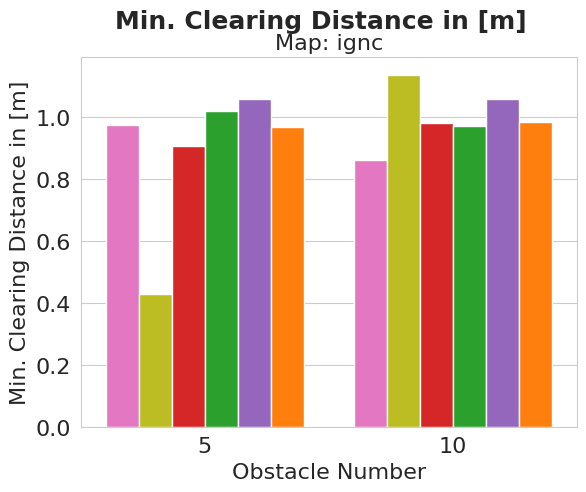 Min. Clearing Distance in [m]
Map: ignc
Min. Clearing Distance in [m]
1.0
0.8
0.6
0.4
0.2
0.0
5
10
Obstacle Number